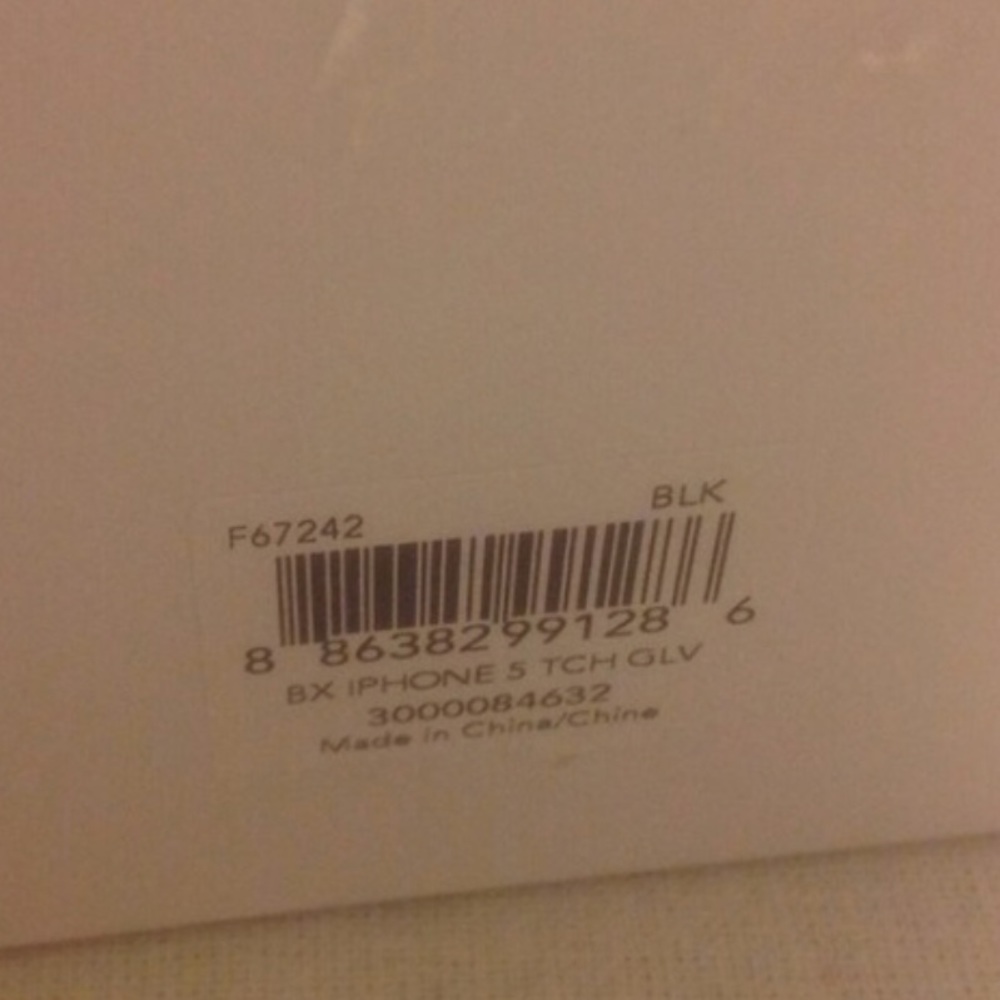 F67242 BLK
8 86382 99128 6
BX IPHONE 5 TCH GLV
3000084632
Made in China/Chine